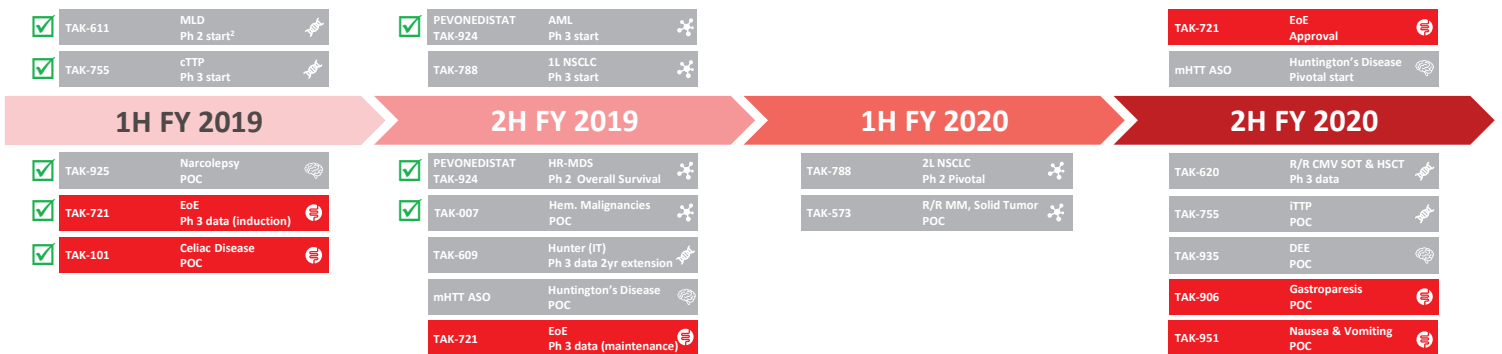 TAK-611
MLD
Ph 2 start²
TAK-755
cTTP
Ph 3 start
PEVONEDISTAT
TAK-924
AML
Ph 3 start
TAK-788
1L NSCLC
Ph 3 start
TAK-721
EoE
Approval
mHTT ASO
Huntington's Disease
Pivotal start
1H FY 2019
2H FY 2019
1H FY 2020
2H FY 2020
TAK-925
Narcolepsy
POC
TAK-721
EoE
Ph 3 data (induction)
TAK-101
Celiac Disease
POC
PEVONEDISTAT
TAK-924
HR-MDS
Ph 2 Overall Survival
TAK-007
Hem. Malignancies
POC
TAK-609
Hunter (IT)
Ph 3 data 2yr extension
mHTT ASO
Huntington's Disease
POC
TAK-721
EoE
Ph 3 data (maintenance)
TAK-788
2L NSCLC
Ph 2 Pivotal
TAK-573
R/R MM, Solid Tumor
POC
TAK-620
R/R CMV SOT & HSCT
Ph 3 data
TAK-755
iTTP
POC
TAK-935
DEE
POC
TAK-906
Gastroparesis
POC
TAK-951
Nausea & Vomiting
POC